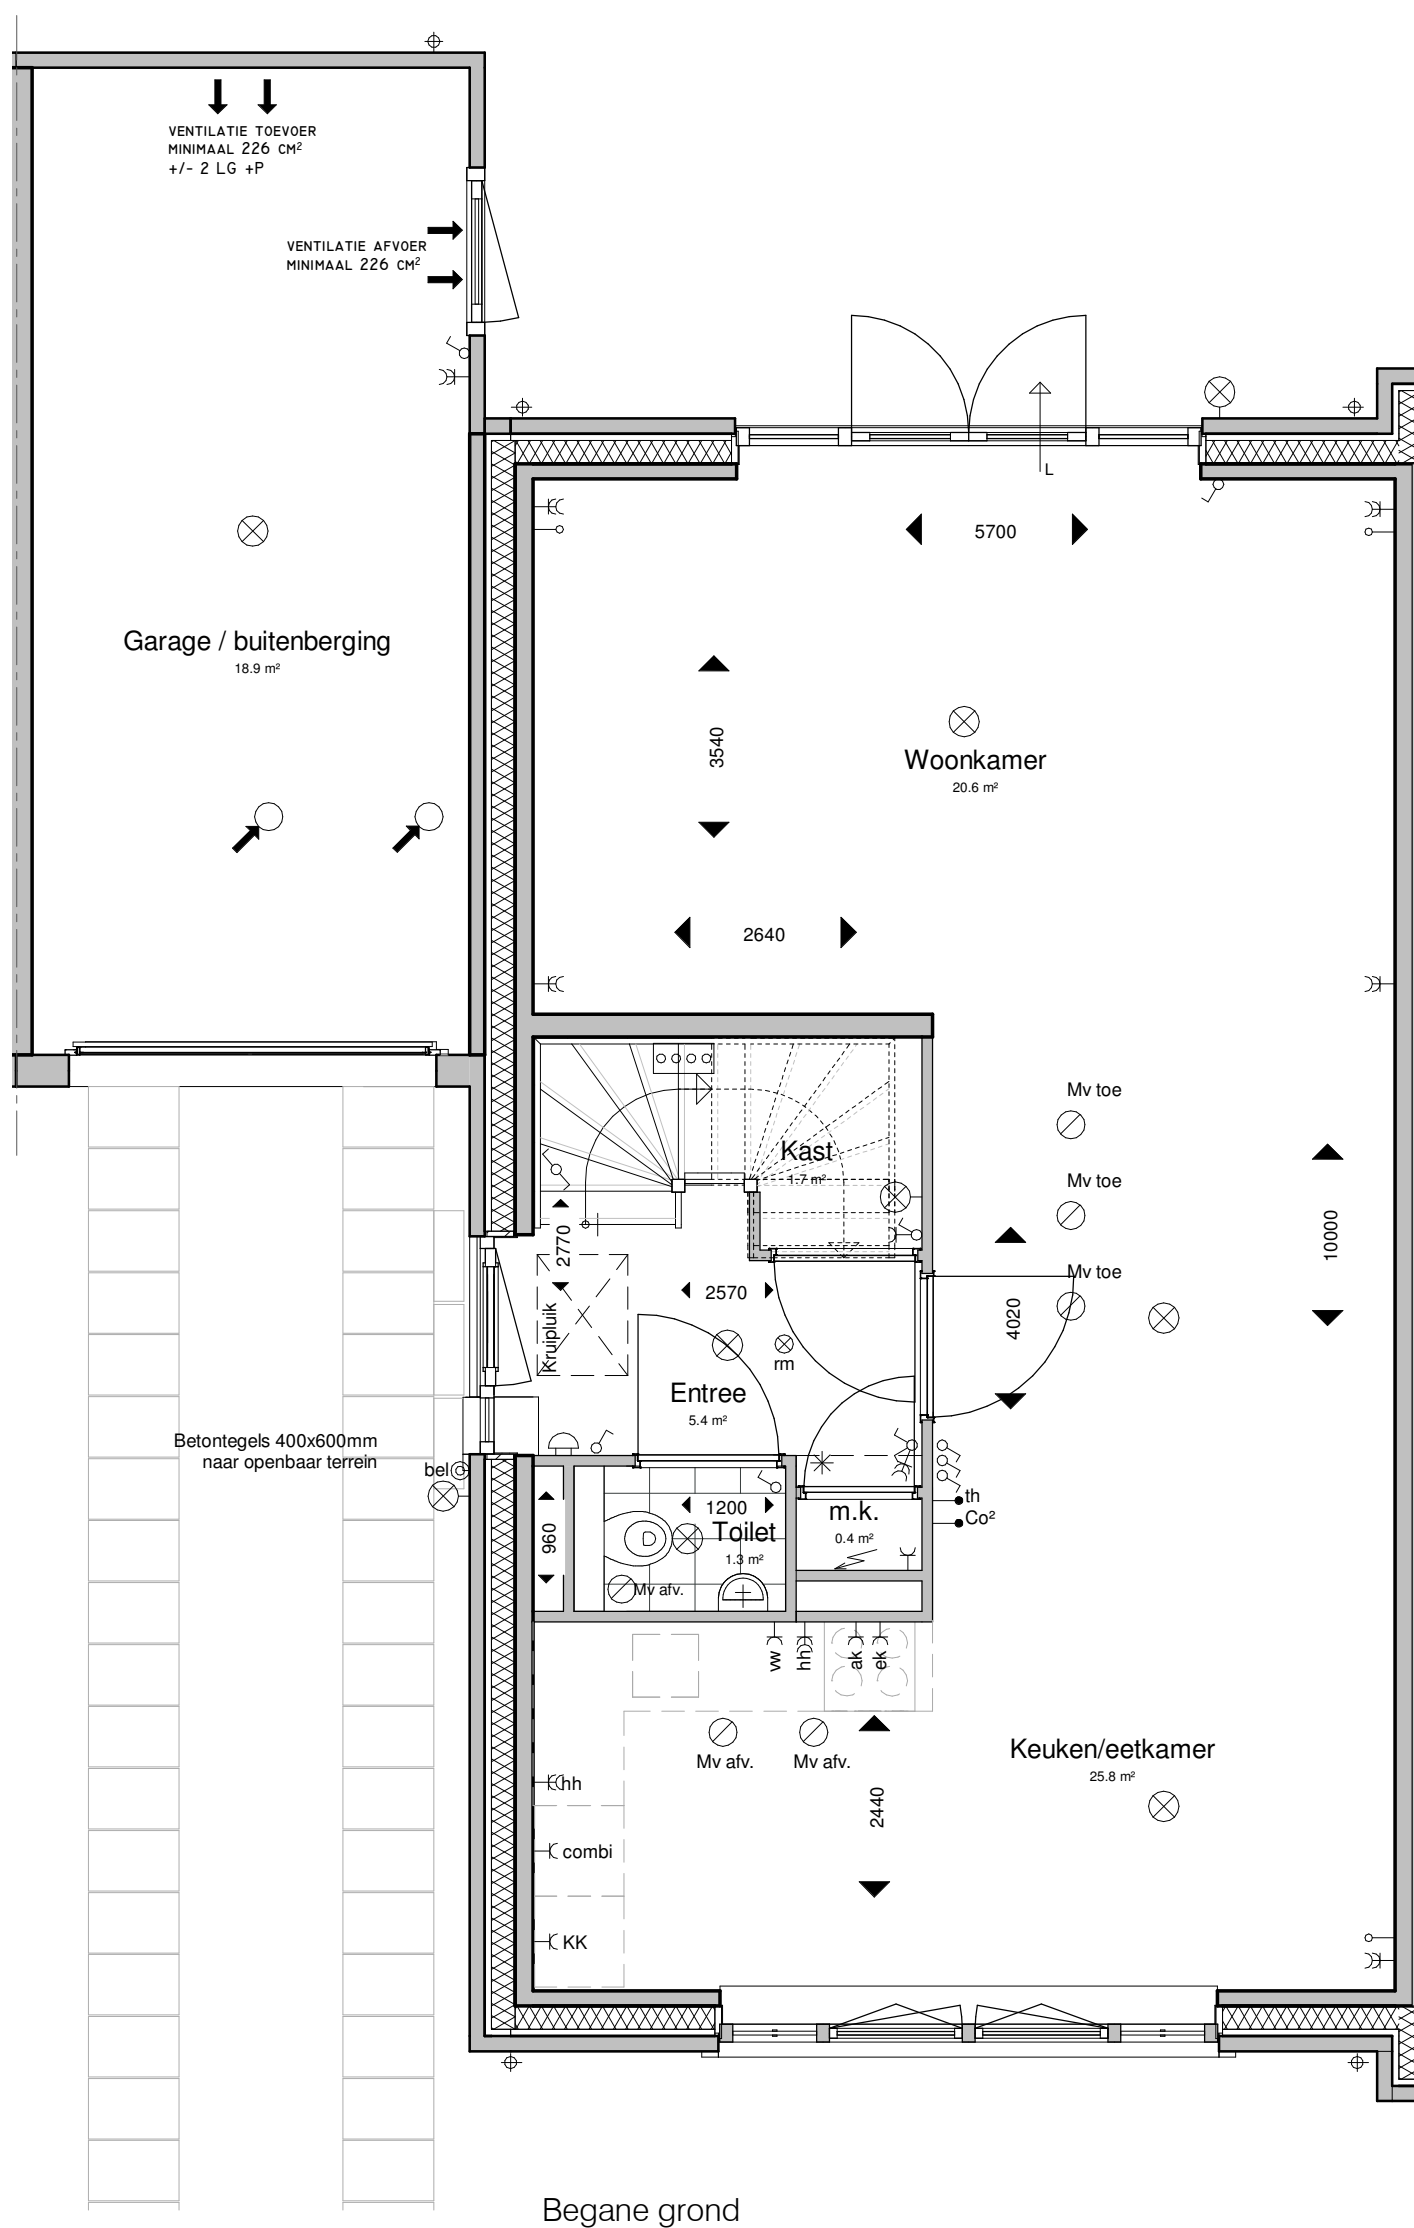 VENTILATIE TOEVOER
MINIMAAL 226 CM²
+/- 2 LG +P
VENTILATIE AFVOER
MINIMAAL 226 CM²
L
5700
Garage / buitenberging
18.9 m²
3540
Woonkamer
20.6 m²
2640
Mv toe
Kast
1.7 m²
Mv toe
2770
10000
Mv toe
2570
4020
Kruipluik
rm
Entree
5.4 m²
Betontegels 400x600mm
naar openbaar terrein
bel
th
1200
m.k.
Co²
960
Toilet
0.4 m²
1.3 m²
Mv afv.
vw
hh
ak
ek
Keuken/eetkamer
25.8 m²
Mv afv.
Mv afv.
hh
2440
combi
KK
Begane grond